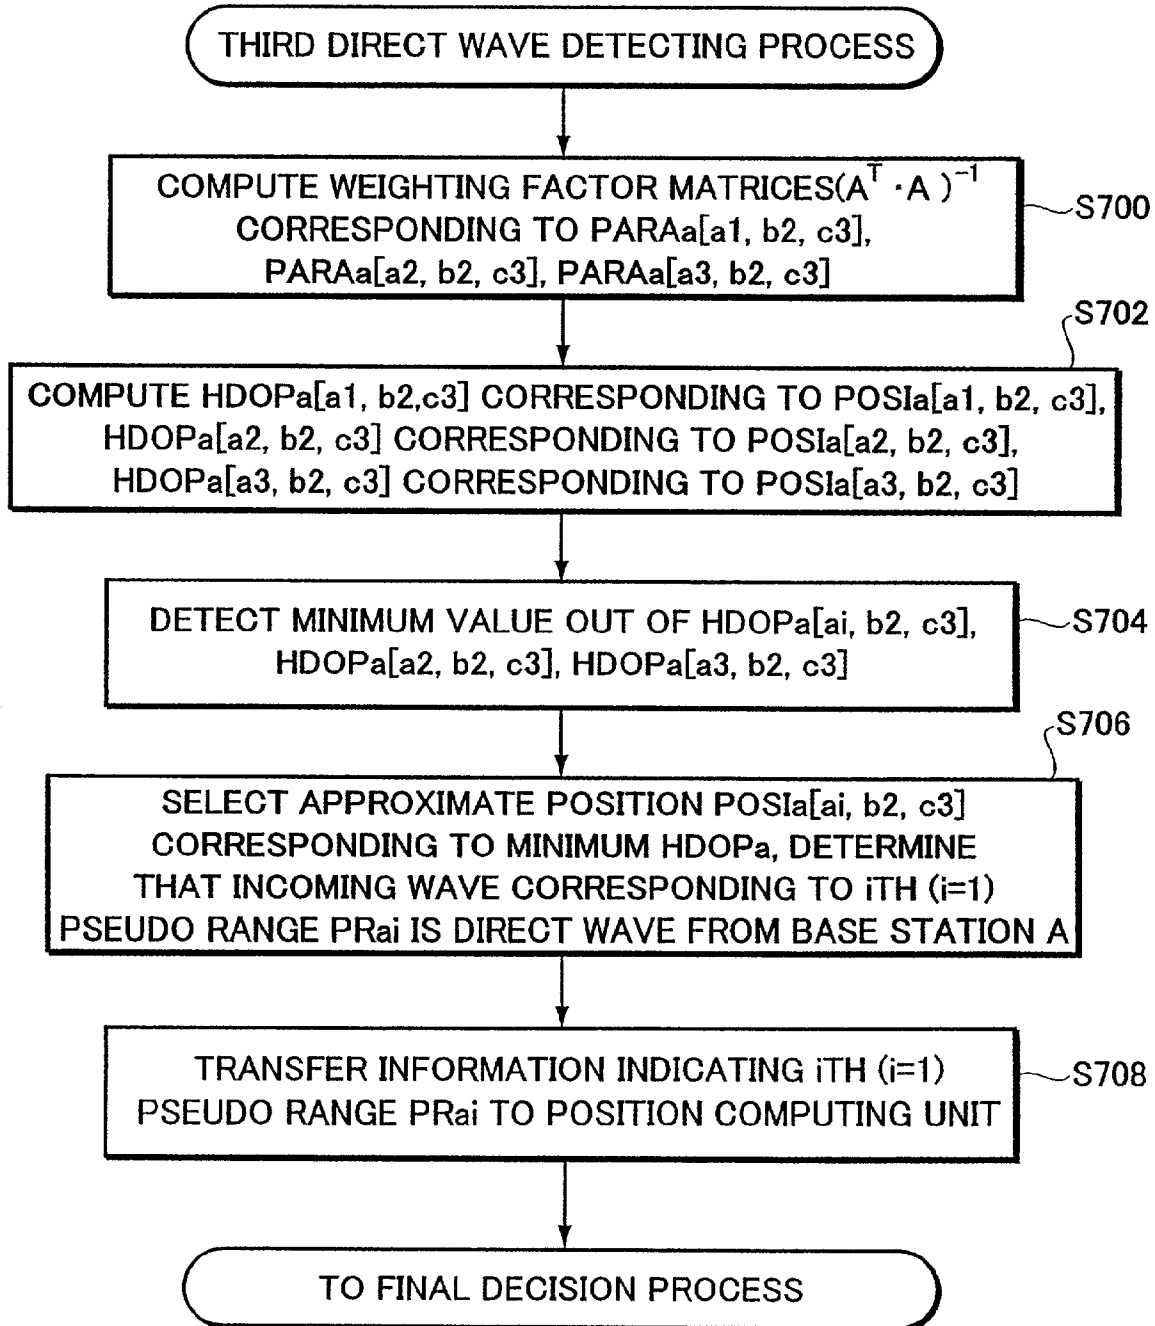 THIRD DIRECT WAVE DETECTING PROCESS
COMPUTE WEIGHTING FACTOR MATRICES(A^T ·A )^-1
CORRESPONDING TO PARAa[a1, b2, c3],
PARAa[a2, b2, c3], PARAa[a3, b2, c3]
S700
S702
COMPUTE HDOPa[a1, b2,c3] CORRESPONDING TO POSIa[a1, b2, c3],
HDOPa[a2, b2, c3] CORRESPONDING TO POSIa[a2, b2, c3],
HDOPa[a3, b2, c3] CORRESPONDING TO POSIa[a3, b2, c3]
DETECT MINIMUM VALUE OUT OF HDOPa[ai, b2, c3],
HDOPa[a2, b2, c3], HDOPa[a3, b2, c3]
S704
S706
SELECT APPROXIMATE POSITION POSIa[ai, b2, c3]
CORRESPONDING TO MINIMUM HDOPa, DETERMINE
THAT INCOMING WAVE CORRESPONDING TO iTH (i=1)
PSEUDO RANGE PRai IS DIRECT WAVE FROM BASE STATION A
TRANSFER INFORMATION INDICATING iTH (i=1)
PSEUDO RANGE PRai TO POSITION COMPUTING UNIT
S708
TO FINAL DECISION PROCESS